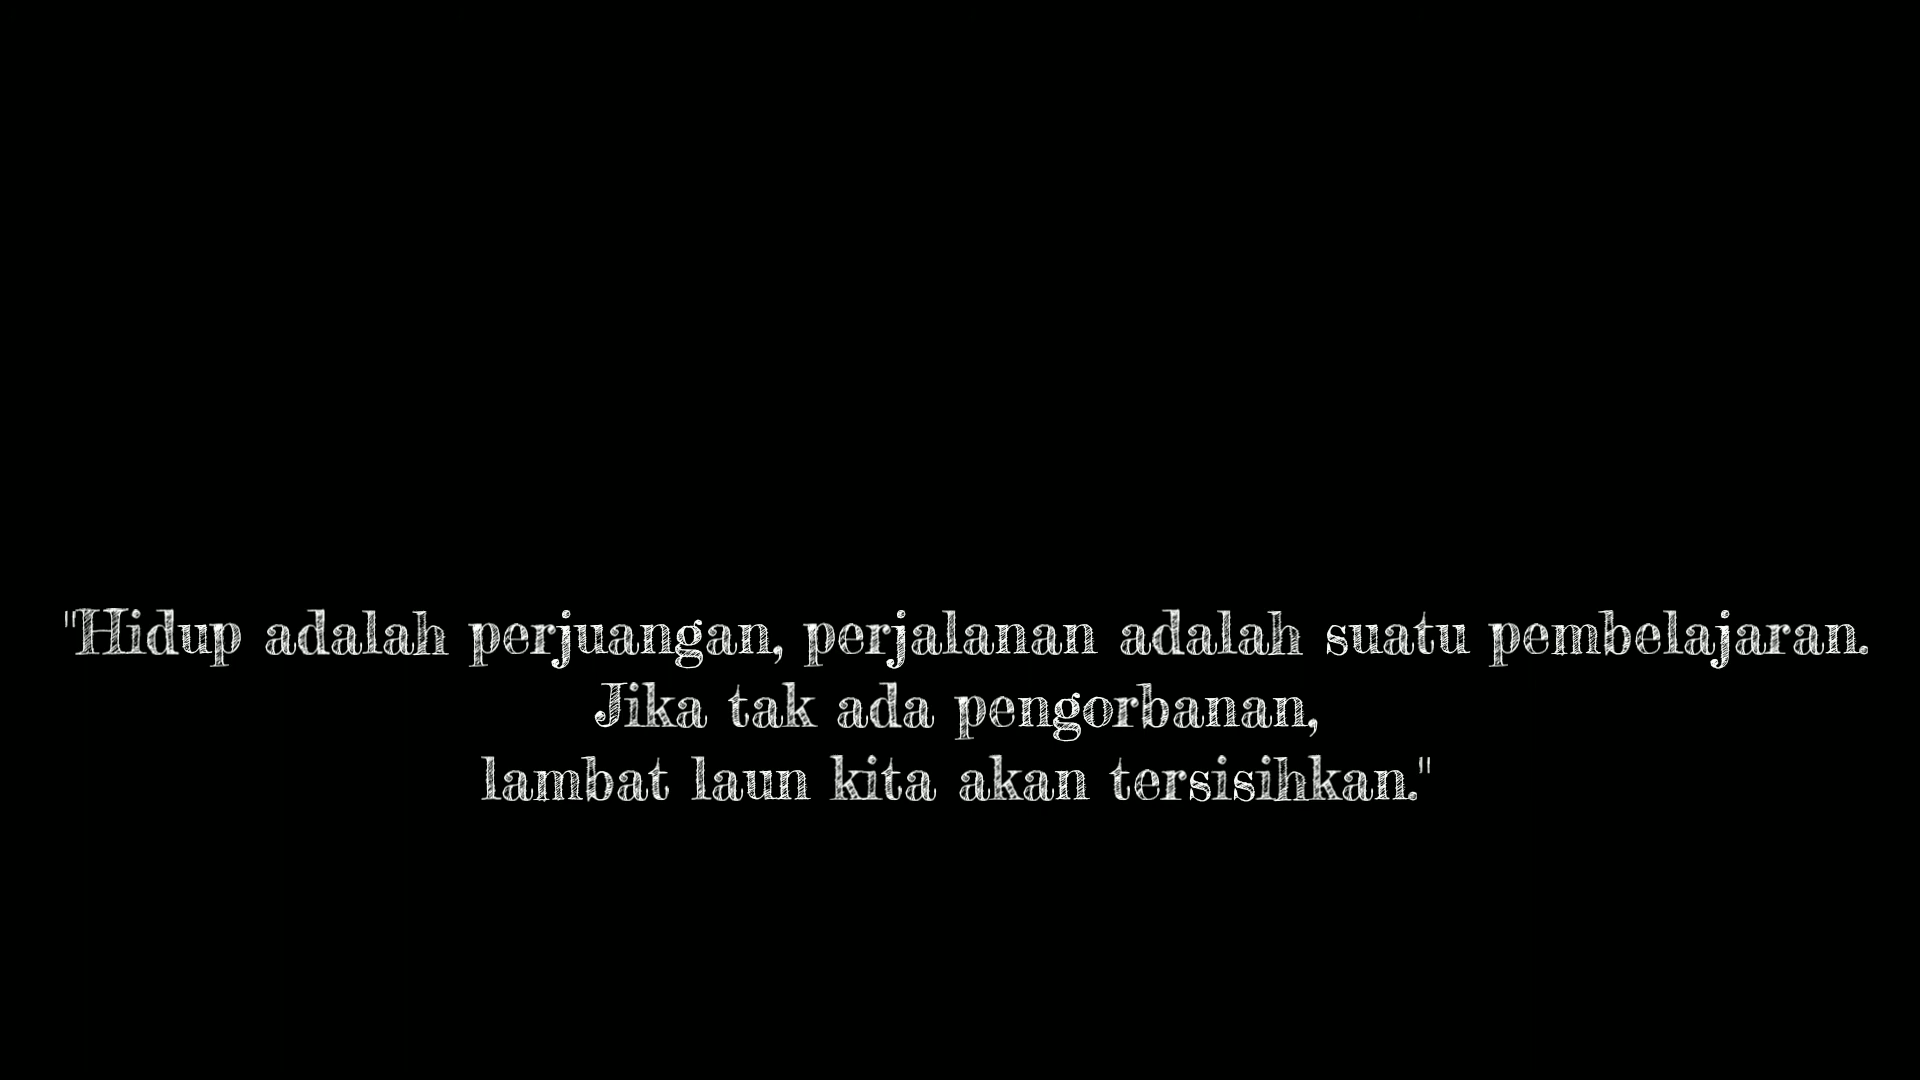 "Hidup adalah perjuangan, perjalanan adalah suatu pembelajaran.
Jika tak ada pengorbanan,
lambat laun kita akan tersisihkan."